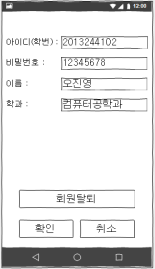 12:00
아이디(학번) : 2013244102
비밀번호 : 12345678
이름 : 오진영
학과 : 컴퓨터공학과
회원탈퇴
확인 취소